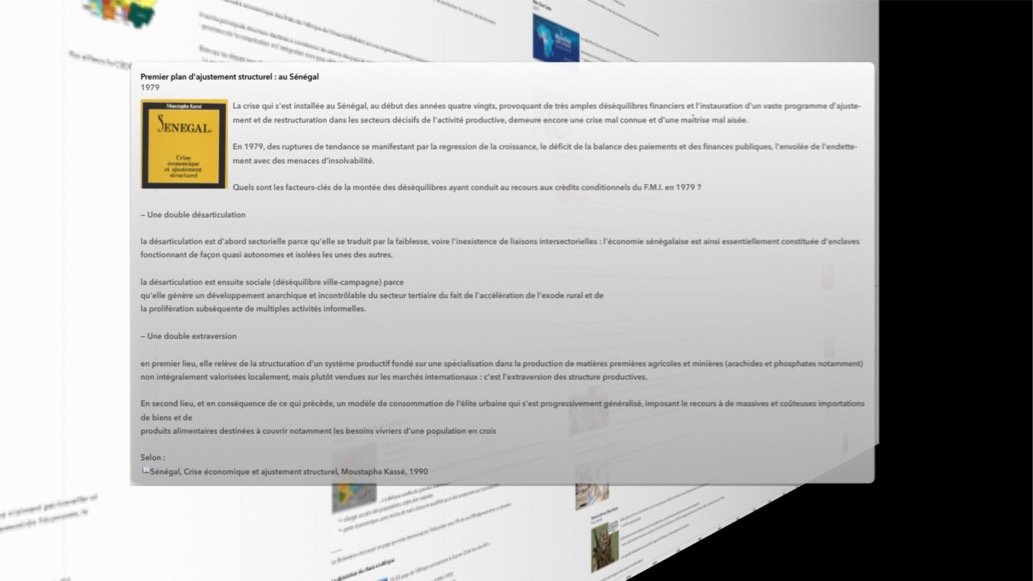 Premier plan d'ajustement structurel : au Sénégal
1979
Moustapha Kassé
SENEGAL.
Crise
économique
et ajustement
structurel
La crise qui s'est installée au Sénégal, au début des années quatre vingts, provoquant de très amples déséquilibres financiers et l'instauration d'un vaste programme d'ajuste-
ment et de restructuration dans les secteurs décisifs de l'activité productive, demeure encore une crise mal connue et d'une maîtrise mal aisée.
En 1979, des ruptures de tendance se manifestant par la regression de la croissance, le déficit de la balance des paiements et des finances publiques, l'envolée de l'endette-
ment avec des menaces d'insolvabilité.
Quels sont les facteurs-clés de la montée des déséquilibres ayant conduit au recours aux crédits conditionnels du F.M.I. en 1979 ?
– Une double désarticulation
la désarticulation est d'abord sectorielle parce qu'elle se traduit par la faiblesse, voire l'inexistence de liaisons intersectorielles : l'économie sénégalaise est ainsi essentiellement constituée d'enclaves
fonctionnant de façon quasi autonomes et isolées les unes des autres.
la désarticulation est ensuite sociale (déséquilibre ville-campagne) parce
qu'elle génère un développement anarchique et incontrôlable du secteur tertiaire du fait de l'accélération de l'exode rural et de
la prolifération subséquente de multiples activités informelles.
– Une double extraversion
en premier lieu, elle relève de la structuration d'un système productif fondé sur une spécialisation dans la production de matières premières agricoles et minières (arachides et phosphates notamment)
non intégralement valorisées localement, mais plutôt vendues sur les marchés internationaux : c'est l'extraversion des structure productives.
En second lieu, et en conséquence de ce qui précède, un modèle de consommation de l'élite urbaine qui s'est progressivement généralisé, imposant le recours à de massives et coûteuses importations
de biens et de
produits alimentaires destinées à couvrir notamment les besoins vivriers d'une population en crois
Selon :
Sénégal, Crise économique et ajustement structurel, Moustapha Kassé, 1990